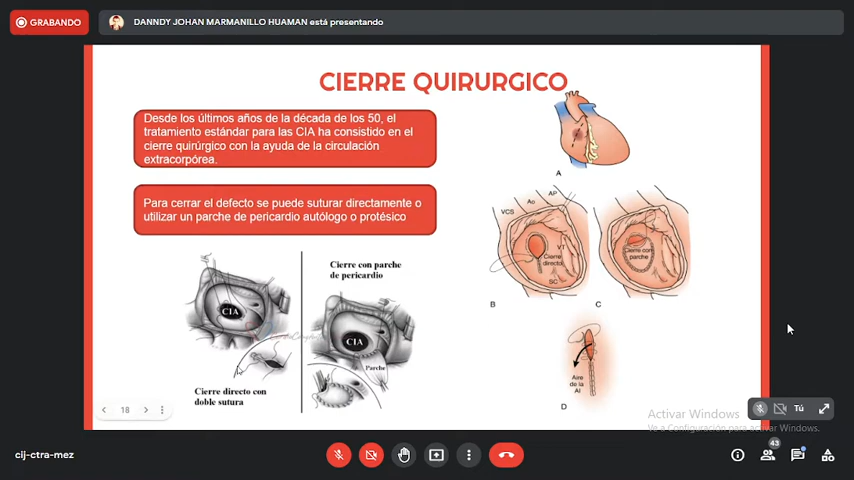 GRABANDO
DANNDY JOHAN MARMANILLO HUAMAN está presentando
CIERRE QUIRURGICO
Desde los últimos años de la década de los 50, el
tratamiento estándar para las CIA ha consistido en el
cierre quirúrgico con la ayuda de la circulación
extracorpórea.
Para cerrar el defecto se puede suturar directamente o
utilizar un parche de pericardio autólogo o protésico
CIA
Cierre directo con
doble sutura
Cierre con parche
de pericardio
CIA
Parche
A
VCS
Ao
AP
VT
Cierre
directo
SC
B
Cierre con
parche
C
Aire
de la
AI
D
18
Tú
Activar Windows
Ve a Configuración para activar Windows.
cij-ctra-mez
43